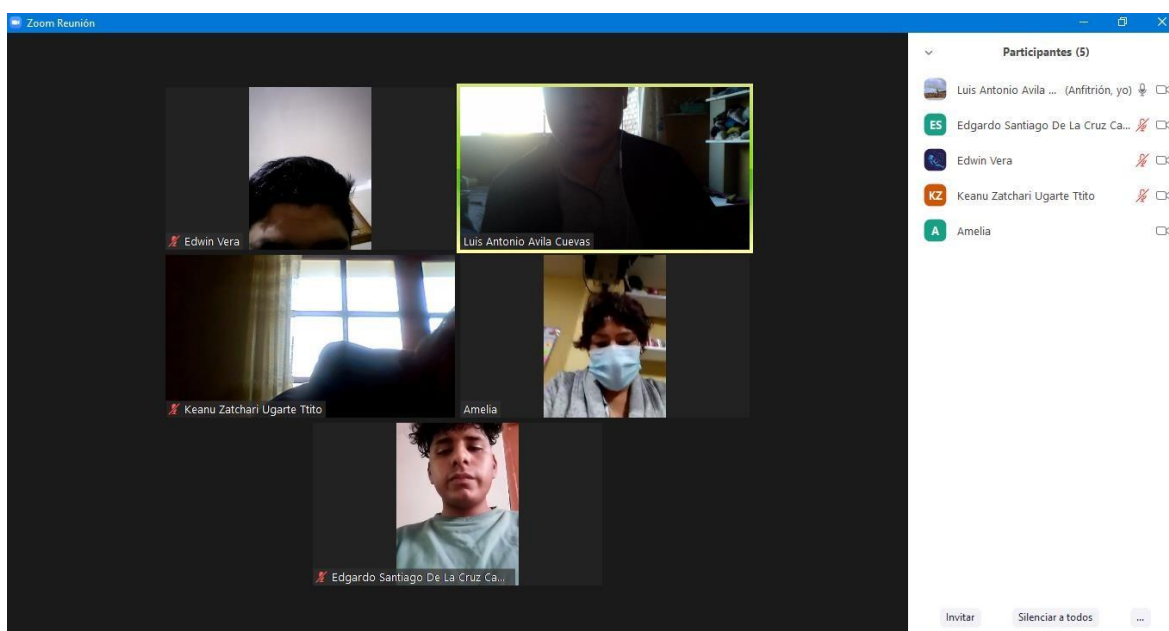 Zoom Reunión
Participantes (5)
Luis Antonio Avila ... (Anfitrión, yo)
ES Edgardo Santiago De La Cruz Ca...
Edwin Vera
KZ Keanu Zatchari Ugarte Ttito
A Amelia
Edwin Vera
Luis Antonio Avila Cuevas
Keanu Zatchari Ugarte Ttito
Amelia
Edgardo Santiago De La Cruz Ca...
Invitar Silenciar a todos ...